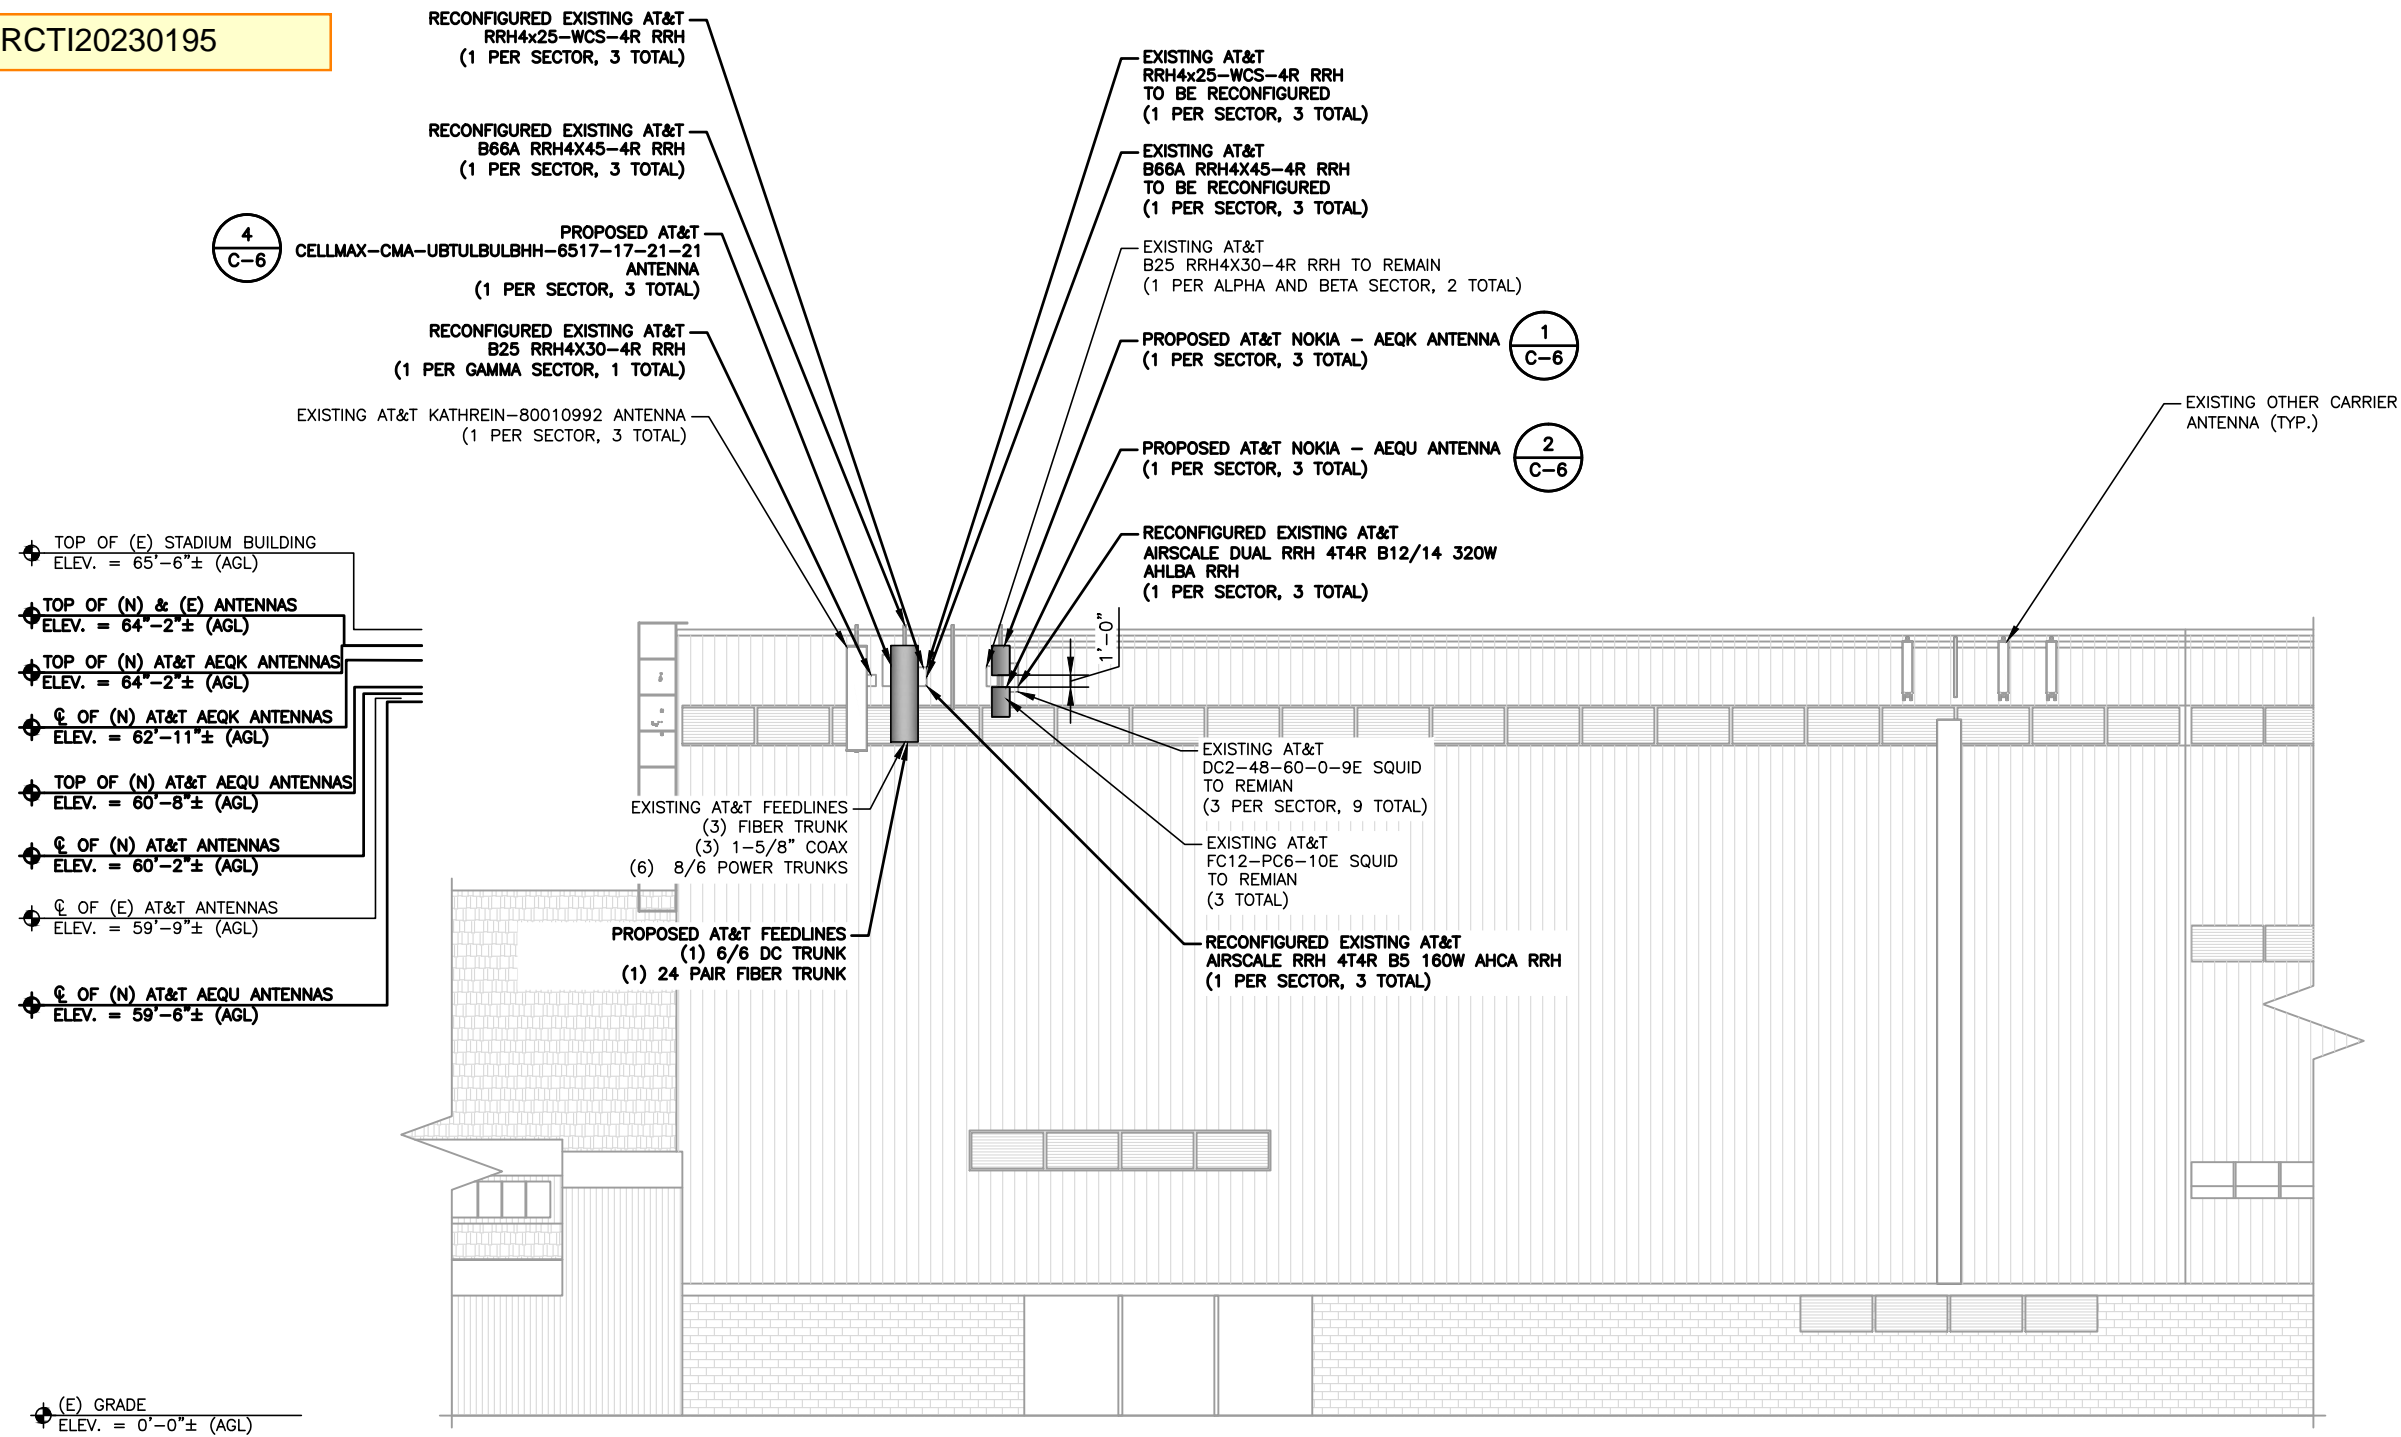 RCTI20230195
RECONFIGURED EXISTING AT&T
RRH4x25-WCS-4R RRH
(1 PER SECTOR, 3 TOTAL)
RECONFIGURED EXISTING AT&T
B66A RRH4X45-4R RRH
(1 PER SECTOR, 3 TOTAL)
4
C-6
PROPOSED AT&T
CELLMAX-CMA-UBTULBULBHH-6517-17-21-21
ANTENNA
(1 PER SECTOR, 3 TOTAL)
RECONFIGURED EXISTING AT&T
B25 RRH4X30-4R RRH
(1 PER GAMMA SECTOR, 1 TOTAL)
EXISTING AT&T KATHREIN-80010992 ANTENNA
(1 PER SECTOR, 3 TOTAL)
EXISTING AT&T
RRH4x25-WCS-4R RRH
TO BE RECONFIGURED
(1 PER SECTOR, 3 TOTAL)
EXISTING AT&T
B66A RRH4X45-4R RRH
TO BE RECONFIGURED
(1 PER SECTOR, 3 TOTAL)
EXISTING AT&T
B25 RRH4X30-4R RRH TO REMAIN
(1 PER ALPHA AND BETA SECTOR, 2 TOTAL)
PROPOSED AT&T NOKIA - AEQK ANTENNA
(1 PER SECTOR, 3 TOTAL)
1
C-6
PROPOSED AT&T NOKIA - AEQU ANTENNA
(1 PER SECTOR, 3 TOTAL)
2
C-6
RECONFIGURED EXISTING AT&T
AIRSCALE DUAL RRH 4T4R B12/14 320W
AHLBA RRH
(1 PER SECTOR, 3 TOTAL)
EXISTING OTHER CARRIER
ANTENNA (TYP.)
1'-0"
TOP OF (E) STADIUM BUILDING
ELEV. = 65'-6"± (AGL)
TOP OF (N) & (E) ANTENNAS
ELEV. = 64"-2"± (AGL)
TOP OF (N) AT&T AEQK ANTENNAS
ELEV. = 64"-2"± (AGL)
℄ OF (N) AT&T AEQK ANTENNAS
ELEV. = 62'-11"± (AGL)
TOP OF (N) AT&T AEQU ANTENNAS
ELEV. = 60'-8"± (AGL)
℄ OF (N) AT&T ANTENNAS
ELEV. = 60'-2"± (AGL)
℄ OF (E) AT&T ANTENNAS
ELEV. = 59'-9"± (AGL)
℄ OF (N) AT&T AEQU ANTENNAS
ELEV. = 59'-6"± (AGL)
EXISTING AT&T FEEDLINES
(3) FIBER TRUNK
(3) 1-5/8" COAX
(6) 8/6 POWER TRUNKS
PROPOSED AT&T FEEDLINES
(1) 6/6 DC TRUNK
(1) 24 PAIR FIBER TRUNK
EXISTING AT&T
DC2-48-60-0-9E SQUID
TO REMIAN
(3 PER SECTOR, 9 TOTAL)
EXISTING AT&T
FC12-PC6-10E SQUID
TO REMIAN
(3 TOTAL)
RECONFIGURED EXISTING AT&T
AIRSCALE RRH 4T4R B5 160W AHCA RRH
(1 PER SECTOR, 3 TOTAL)
(E) GRADE
ELEV. = 0'-0"± (AGL)